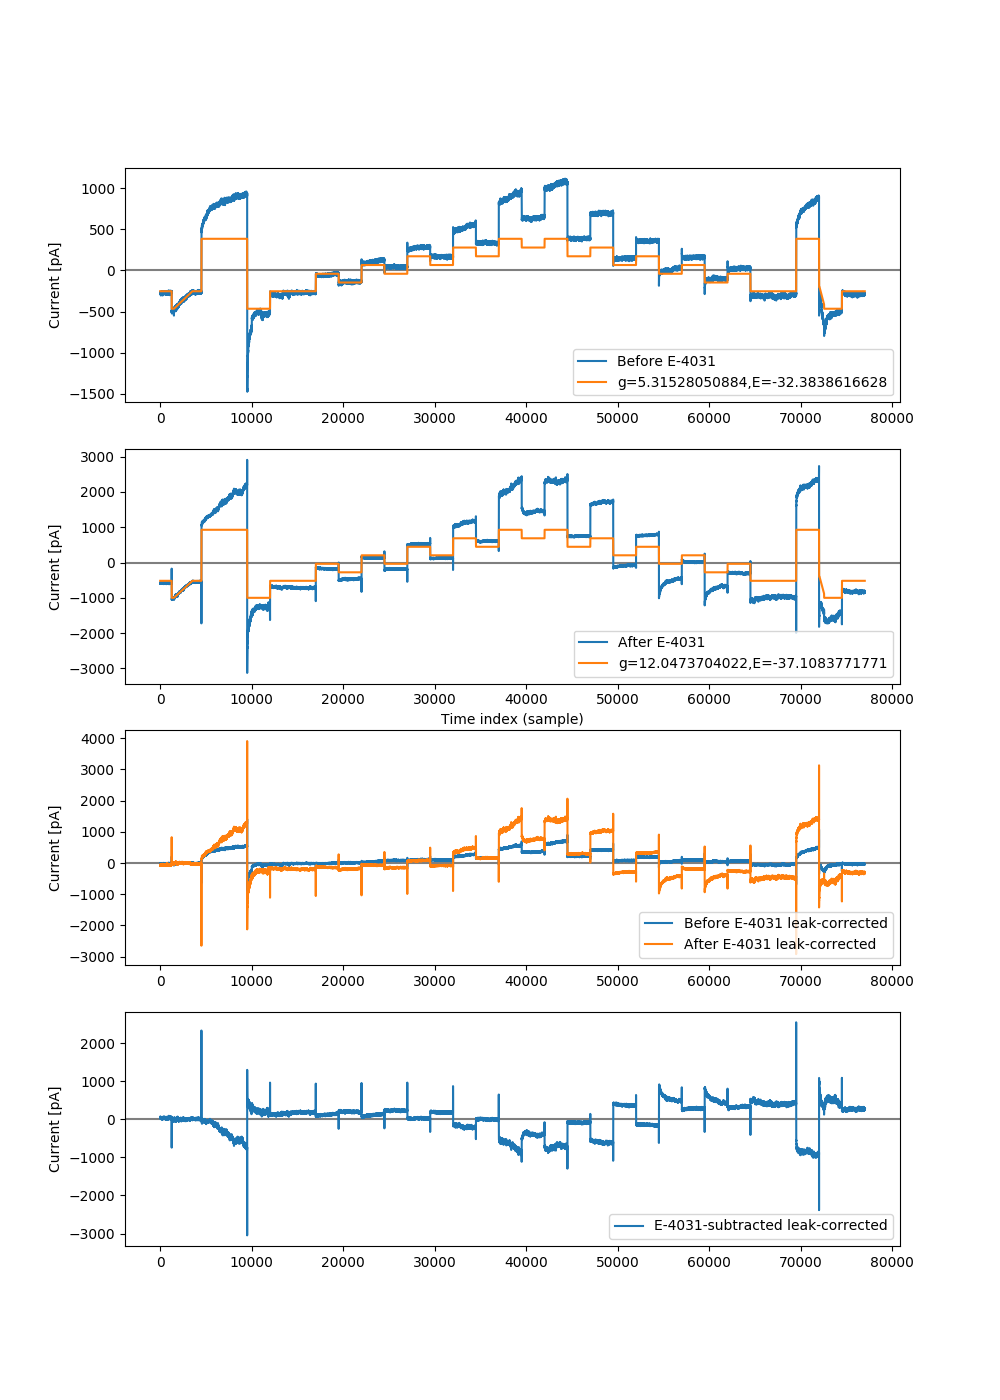 1000
500
0
−500
−1000
−1500
Current [pA]
Before E-4031
g=5.31528050884,E=-32.3838616628
0 10000 20000 30000 40000 50000 60000 70000 80000
3000
2000
1000
0
−1000
−2000
−3000
Current [pA]
After E-4031
g=12.0473704022,E=-37.1083771771
0 10000 20000 30000 40000 50000 60000 70000 80000
Time index (sample)
4000
3000
2000
1000
0
−1000
−2000
−3000
Current [pA]
Before E-4031 leak-corrected
After E-4031 leak-corrected
0 10000 20000 30000 40000 50000 60000 70000 80000
2000
1000
0
−1000
−2000
−3000
Current [pA]
E-4031-subtracted leak-corrected
0 10000 20000 30000 40000 50000 60000 70000 80000